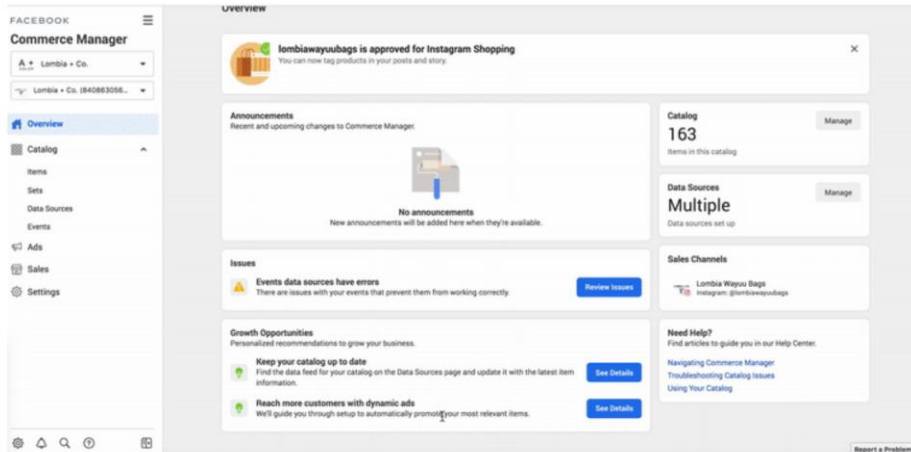 FACEBOOK
Commerce Manager
Lombia + Co.
Lombia + Co. (840863056...
Overview
Catalog
Items
Sets
Data Sources
Events
Ads
Sales
Settings
Overview
lombiawayuubags is approved for Instagram Shopping
You can now tag products in your posts and story.
Announcements
Recent and upcoming changes to Commerce Manager.
No announcements
New announcements will be added here when they're available.
Issues
Events data sources have errors
There are issues with your events that prevent them from working correctly.
Review Issues
Growth Opportunities
Personalized recommendations to grow your business.
Keep your catalog up to date
Find the data feed for your catalog on the Data Sources page and update it with the latest item
information.
See Details
Reach more customers with dynamic ads
We'll guide you through setup to automatically promote your most relevant items.
See Details
Catalog
163
Items in this catalog
Manage
Data Sources
Multiple
Data sources set up
Manage
Sales Channels
Lombia Wayuu Bags
Instagram: @lombiawayuubags
Need Help?
Find articles to guide you in our Help Center.
Navigating Commerce Manager
Troubleshooting Catalog Issues
Using Your Catalog
Report a Problem